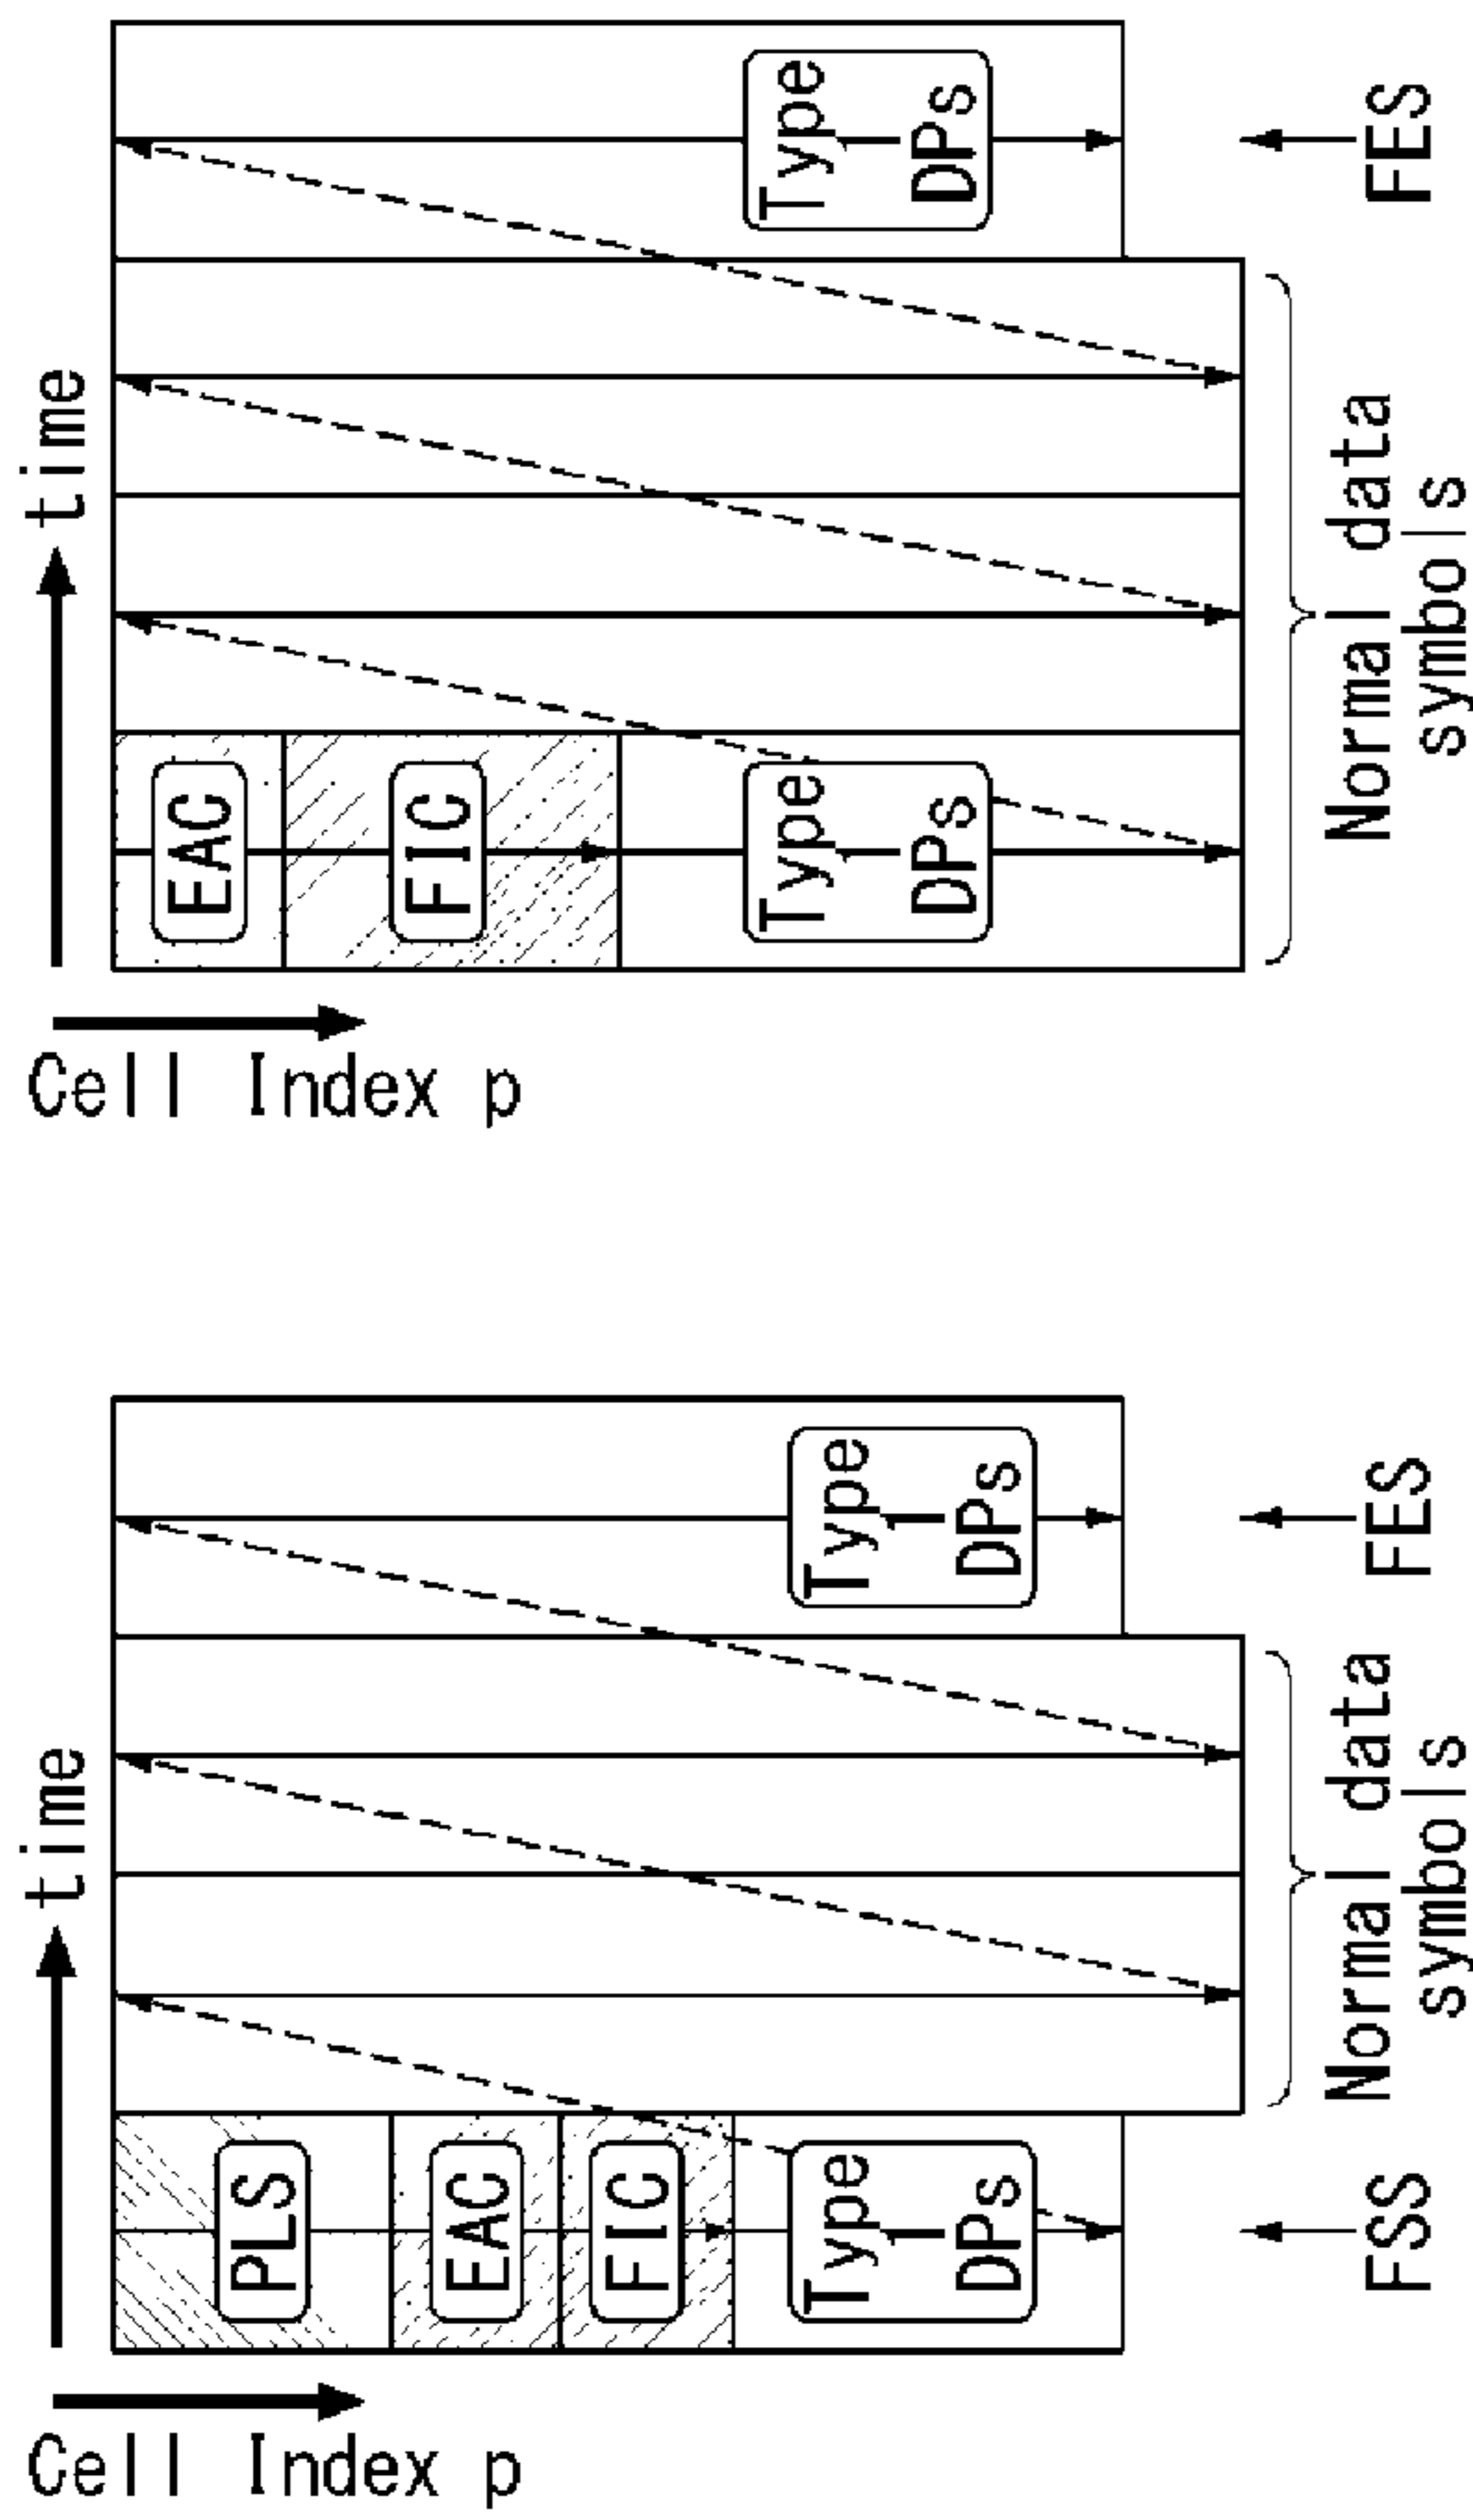 Cell Index p
time
PLS
EAC
FIC
Type
1
DPs
Type
1
DPs
FSS
Normal data
symbols
FES
Cell Index p
time
EAC
FIC
Type
1
DPs
Type
1
DPs
Normal data
symbols
FES